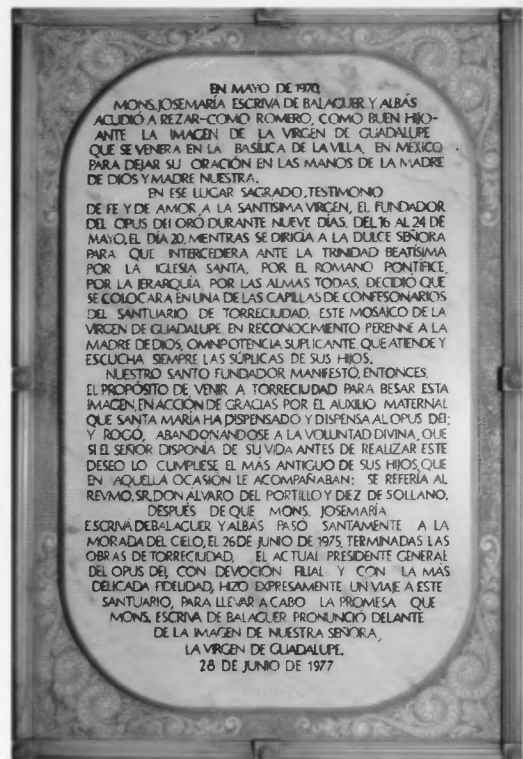 EN MAYO DE 1970,
MONS. JOSEMARÍA ESCRIVA DE BALAGUER Y ALBÁS
ACUDIÓ A REZAR-COMO ROMERO, COMO BUEN HIJO-
ANTE LA IMAGEN DE LA VIRGEN DE GUADALUPE
QUE SE VENERA EN LA BASÍLICA DE LA VILLA, EN MÉXICO
PARA DEJAR SU ORACIÓN EN LAS MANOS DE LA MADRE
DE DIOS Y MADRE NUESTRA.
EN ESE LUGAR SAGRADO, TESTIMONIO
DE FE Y DE AMOR A LA SANTÍSIMA VIRGEN, EL FUNDADOR
DEL OPUS DEI ORÓ DURANTE NUEVE DÍAS, DEL 16 AL 24 DE
MAYO, EL DÍA 20, MIENTRAS SE DIRIGÍA A LA DULCE SEÑORA
PARA QUE INTERCEDIERA ANTE LA TRINIDAD BEATÍSIMA
POR LA IGLESIA SANTA, POR EL ROMANO PONTÍFICE,
POR LA JERARQUÍA, POR LAS ALMAS TODAS, DECIDIÓ QUE
SE COLOCARA EN UNA DE LAS CAPILLAS DE CONFESONARIOS
DEL SANTUARIO DE TORRECIUDAD, ESTE MOSAICO DE LA
VIRGEN DE GUADALUPE, EN RECONOCIMIENTO PERENNE A LA
MADRE DE DIOS, OMNIPOTENCIA SUPLICANTE, QUE ATIENDE Y
ESCUCHA SIEMPRE LAS SÚPLICAS DE SUS HIJOS.
NUESTRO SANTO FUNDADOR MANIFESTÓ, ENTONCES,
EL PROPÓSITO DE VENIR A TORRECIUDAD PARA BESAR ESTA
IMAGEN, EN ACCIÓN DE GRACIAS POR EL AUXILIO MATERNAL
QUE SANTA MARÍA HA DISPENSADO Y DISPENSA AL OPUS DEI;
Y ROGÓ, ABANDONÁNDOSE A LA VOLUNTAD DIVINA, QUE
SI EL SEÑOR DISPONÍA DE SU VIDA ANTES DE REALIZAR ESTE
DESEO LO CUMPLIESE EL MÁS ANTIGUO DE SUS HIJOS, QUE
EN AQUELLA OCASIÓN LE ACOMPAÑABAN: SE REFERÍA AL
REVMO. SR. DON ÁLVARO DEL PORTILLO Y DIEZ DE SOLLANO.
DESPUÉS DE QUE MONS. JOSEMARÍA
ESCRIVÁ DE BALAGUER Y ALBÁS PASÓ SANTAMENTE A LA
MORADA DEL CIELO, EL 26 DE JUNIO DE 1975, TERMINADAS LAS
OBRAS DE TORRECIUDAD, EL ACTUAL PRESIDENTE GENERAL
DEL OPUS DEI, CON DEVOCIÓN FILIAL Y CON LA MÁS
DELICADA FIDELIDAD, HIZO EXPRESAMENTE UN VIAJE A ESTE
SANTUARIO, PARA LLEVAR A CABO LA PROMESA QUE
MONS. ESCRIVA DE BALAGUER PRONUNCIÓ DELANTE
DE LA IMAGEN DE NUESTRA SEÑORA,
LA VIRGEN DE GUADALUPE.
28 DE JUNIO DE 1977